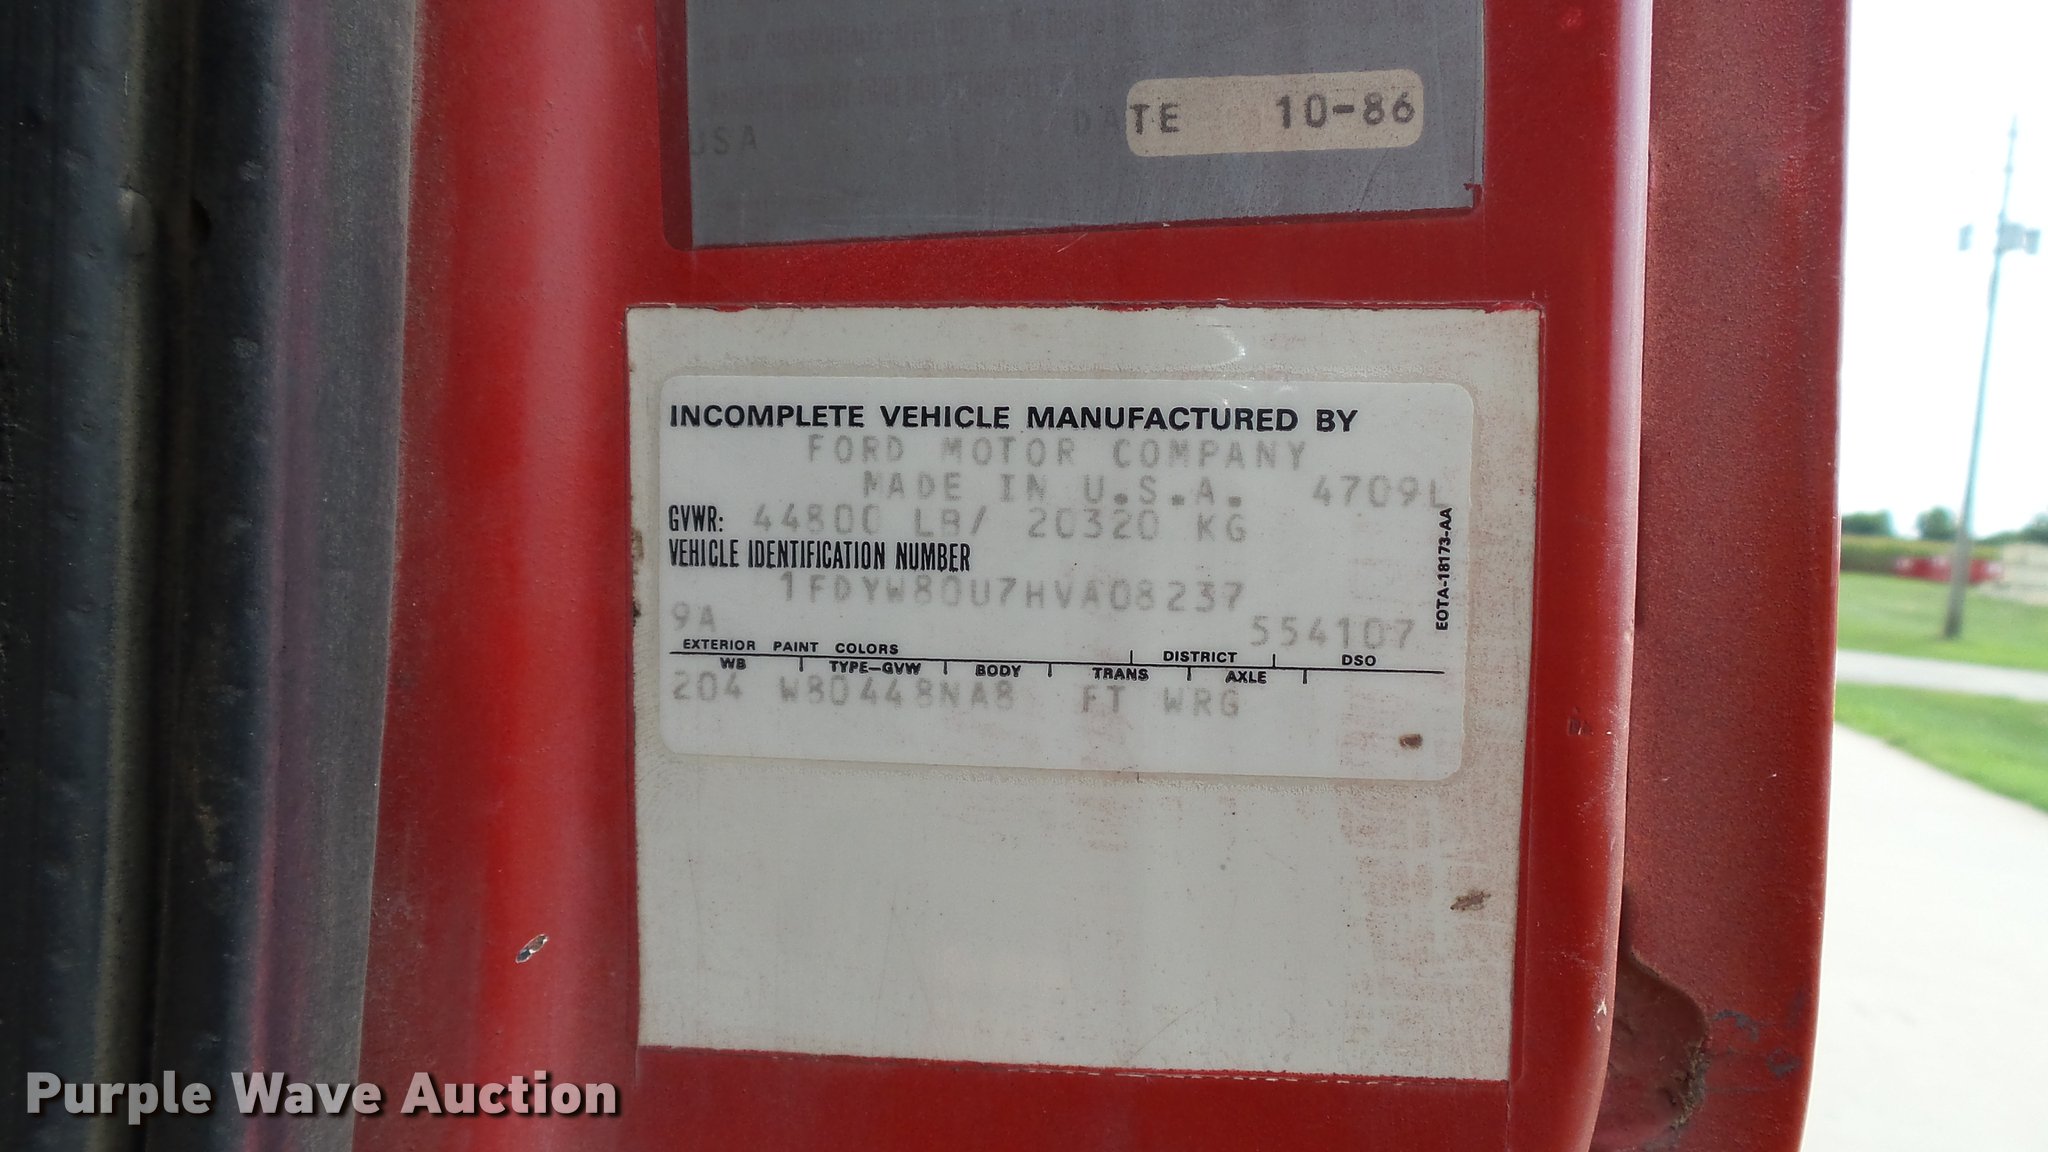 USA DATE 10-86
INCOMPLETE VEHICLE MANUFACTURED BY
FORD MOTOR COMPANY
MADE IN U.S.A. 4709L
GVWR: 44800 LB/ 20320 KG
VEHICLE IDENTIFICATION NUMBER
1FDYW80U7HVA08237
9A 554107
EXTERIOR PAINT COLORS DISTRICT DSO
WB TYPE-GVW BODY TRANS AXLE
204 W80448NA8 FT WRG
EOTA-18173-AA
Purple Wave Auction